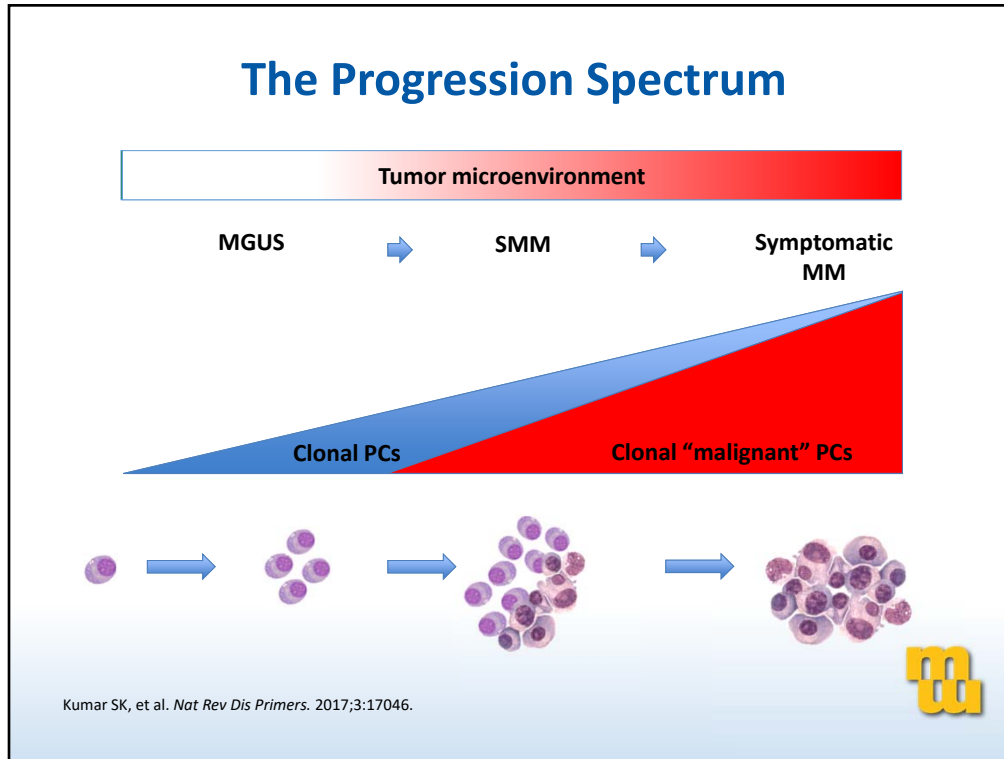 The Progression Spectrum
Tumor microenvironment
MGUS
SMM
Symptomatic
MM
Clonal PCs
Clonal “malignant” PCs
Kumar SK, et al. Nat Rev Dis Primers. 2017;3:17046.